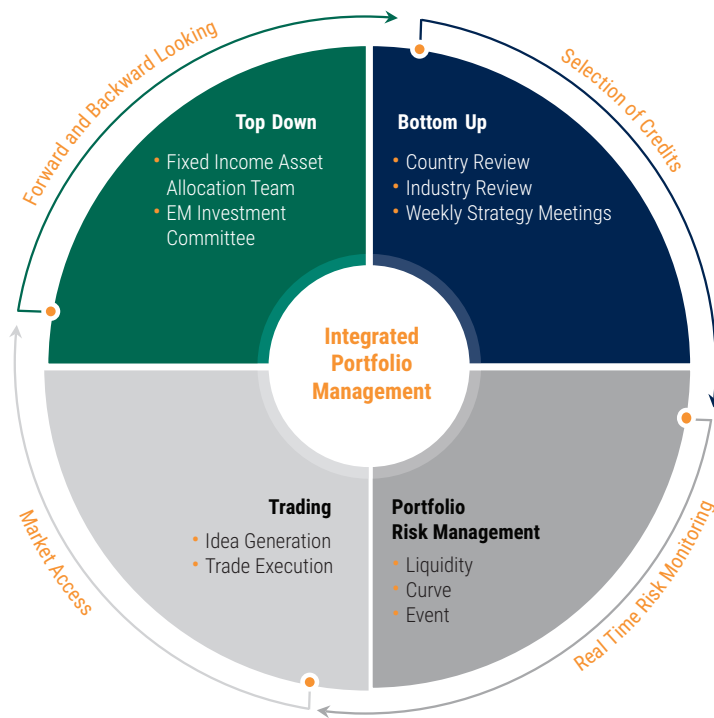 Forward and Backward Looking
Selection of Credits
Top Down
• Fixed Income Asset
Allocation Team
• EM Investment
Committee
Bottom Up
• Country Review
• Industry Review
• Weekly Strategy Meetings
Integrated
Portfolio
Management
Trading
• Idea Generation
• Trade Execution
Portfolio
Risk Management
• Liquidity
• Curve
• Event
Market Access
Real Time Risk Monitoring